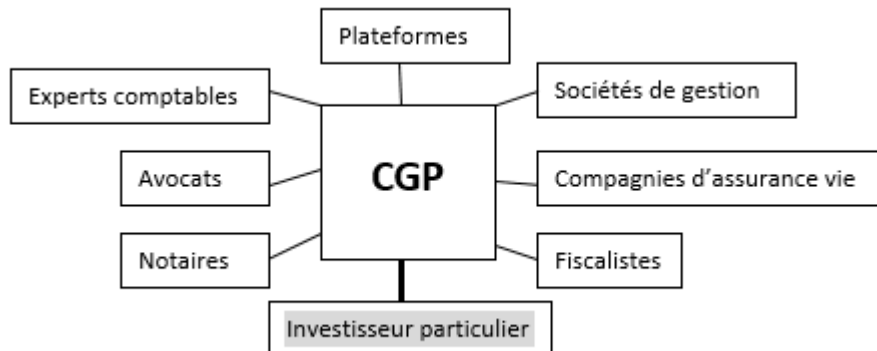 Plateformes
Experts comptables
Sociétés de gestion
CGP
Avocats
Compagnies d'assurance vie
Notaires
Fiscalistes
Investisseur particulier